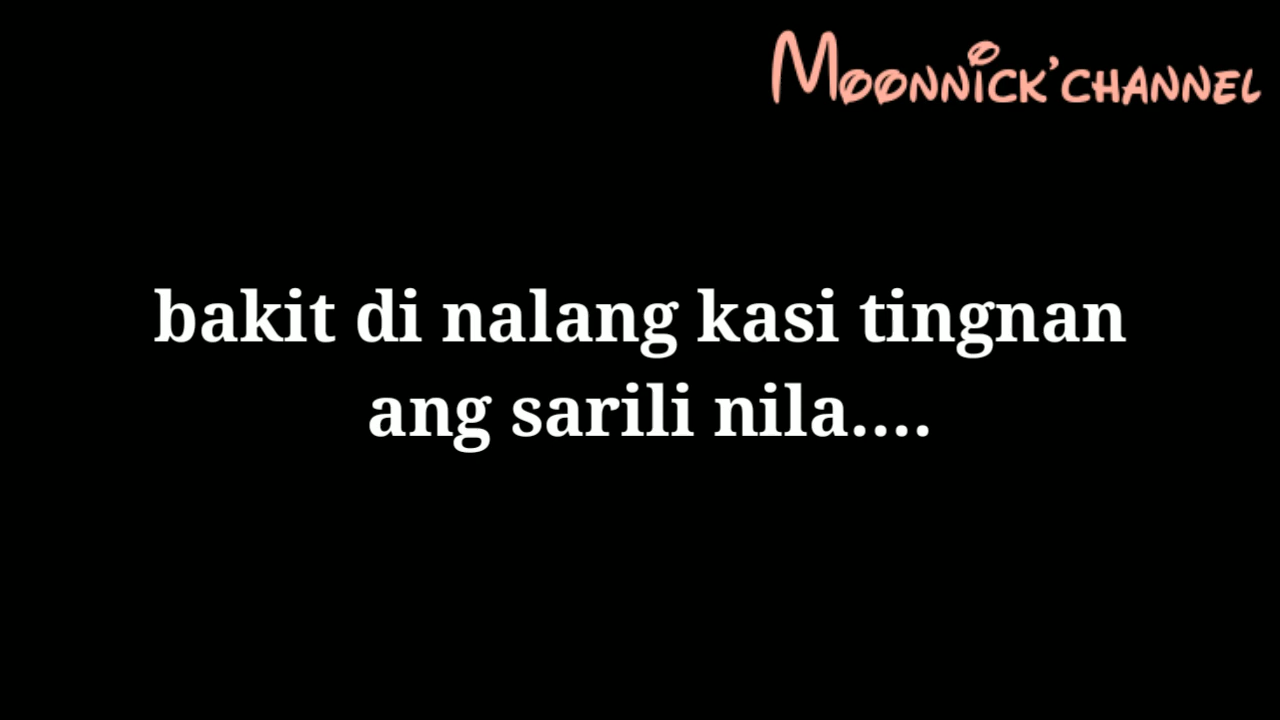 Moonnick'channel
bakit di nalang kasi tingnan
ang sarili nila....